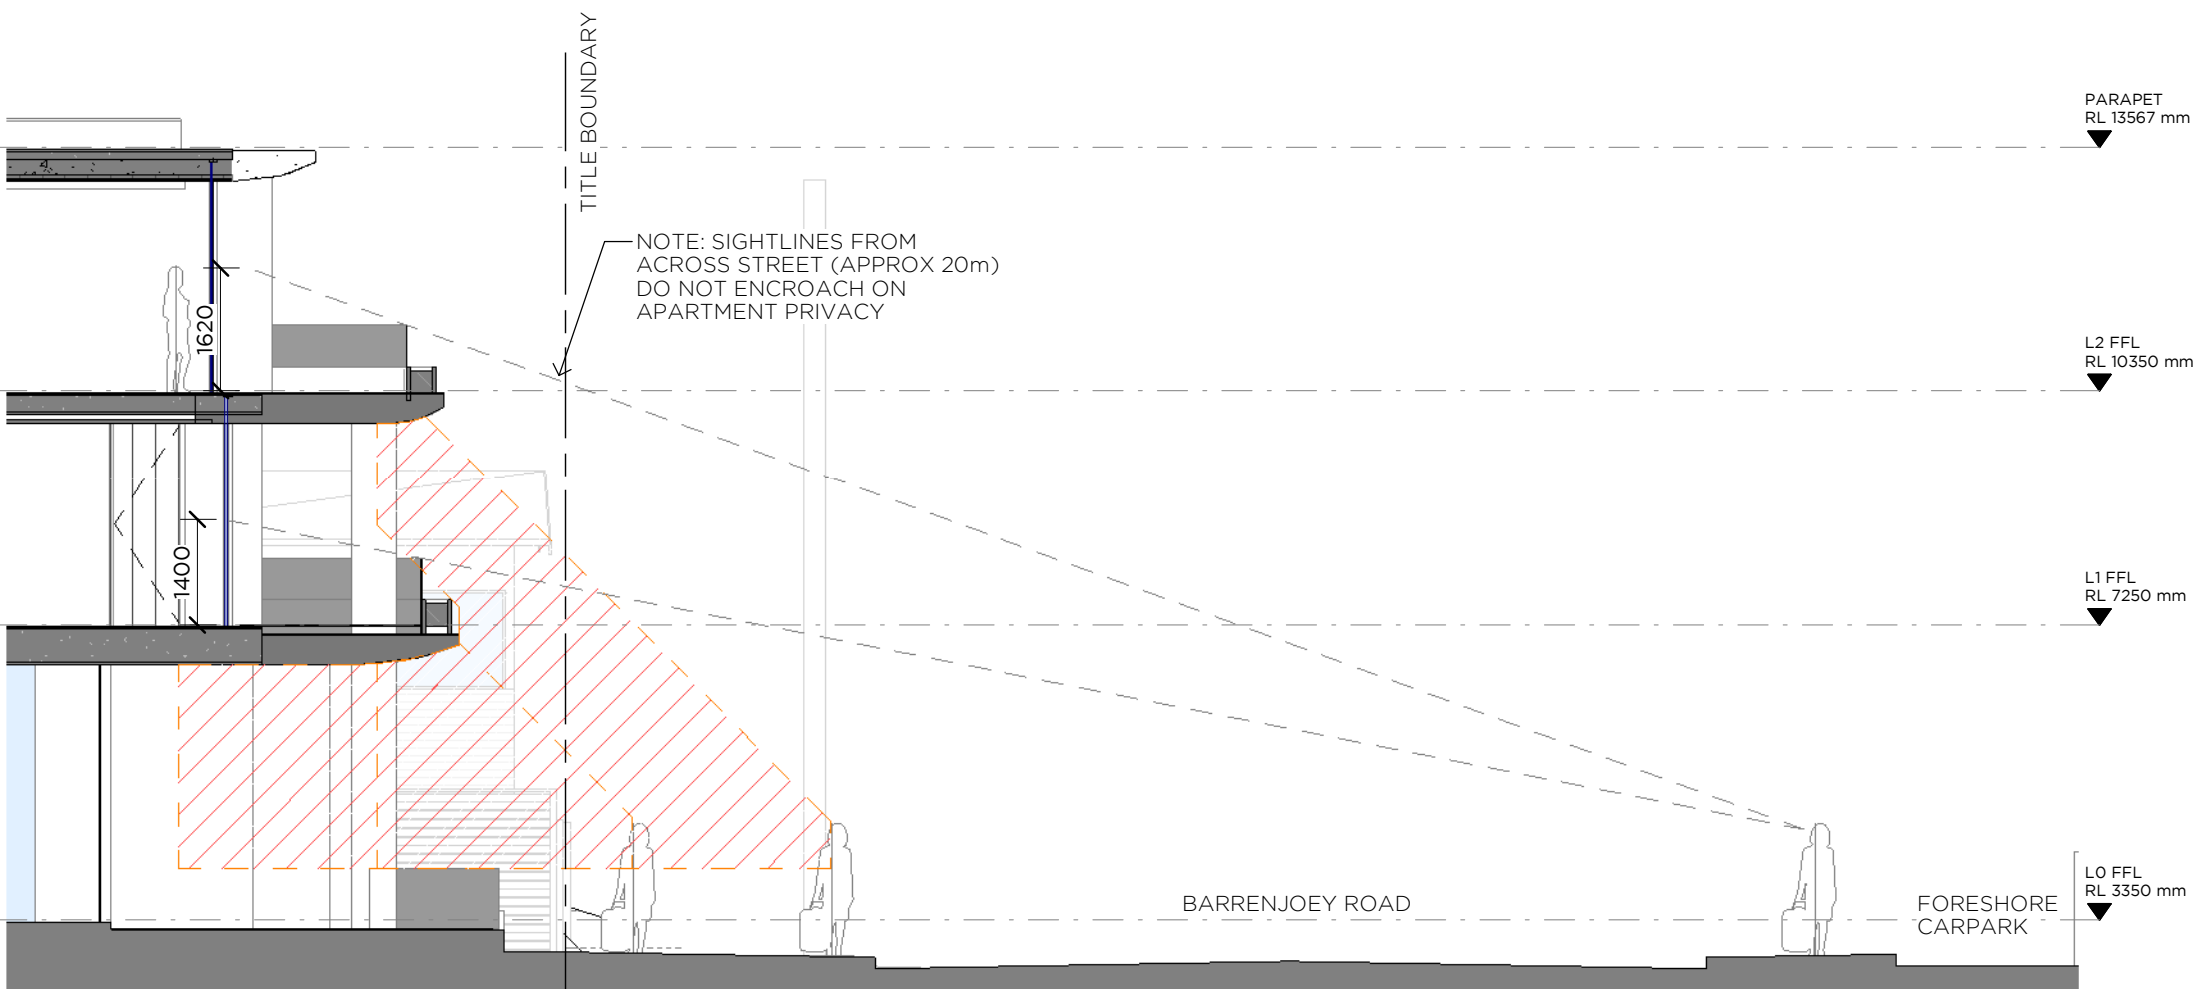 TITLE BOUNDARY
PARAPET
RL 13567 mm
NOTE: SIGHTLINES FROM
ACROSS STREET (APPROX 20m)
DO NOT ENCROACH ON
APARTMENT PRIVACY
1620
L2 FFL
RL 10350 mm
1400
L1 FFL
RL 7250 mm
L0 FFL
RL 3350 mm
BARRENJOEY ROAD
FORESHORE
CARPARK